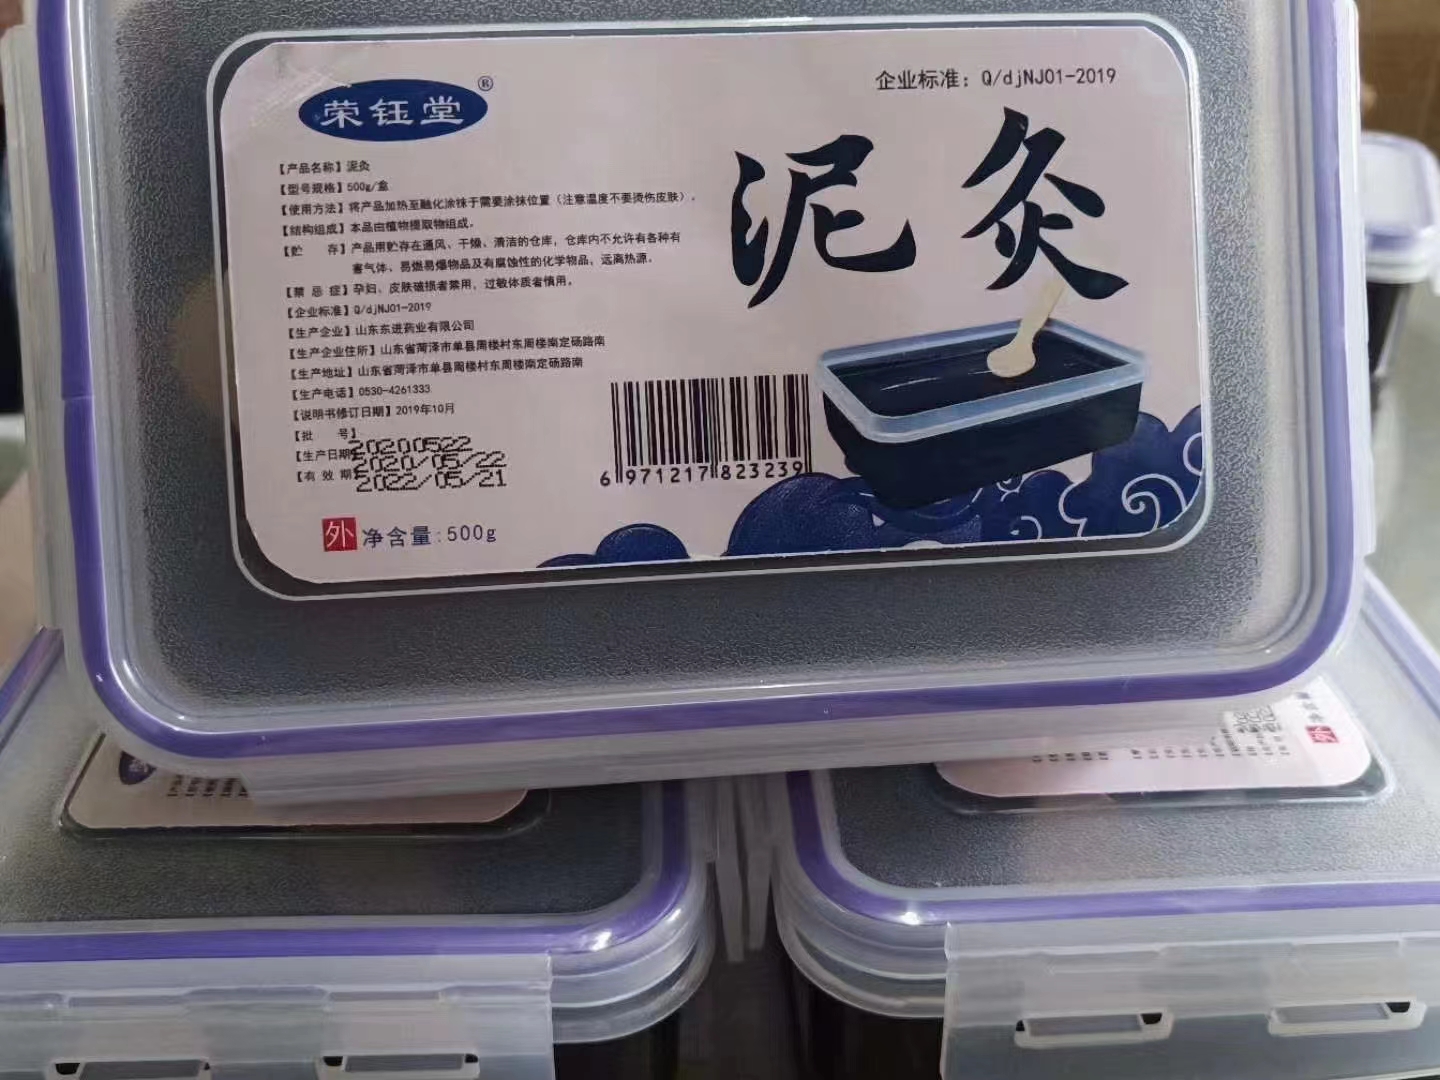 荣钰堂®
企业标准：Q/djNJ01-2019
泥灸
【产品名称】泥灸
【型号规格】500g/盒
【使用方法】将产品加热至融化涂抹于需要涂抹位置（注意温度不要烫伤皮肤）.
【结构组成】本品由植物提取物组成.
【贮 存】产品用贮存在通风、干燥、清洁的仓库，仓库内不允许有各种有
害气体、易燃易爆物品及有腐蚀性的化学物品，远离热源.
【禁 忌 症】孕妇、皮肤破损者禁用，过敏体质者慎用.
【企业标准】Q/djNJ01-2019
【生产企业】山东东进药业有限公司
【生产企业住所】山东省菏泽市单县周楼村东周楼南定砀路南
【生产地址】山东省菏泽市单县周楼村东周楼南定砀路南
【生产电话】0530-4261333
【说明书修订日期】2019年10月
【批 号】20200522
【生产日期】2020/05/22
【有 效 期】2022/05/21
6 971217 823239
外 净含量:500g